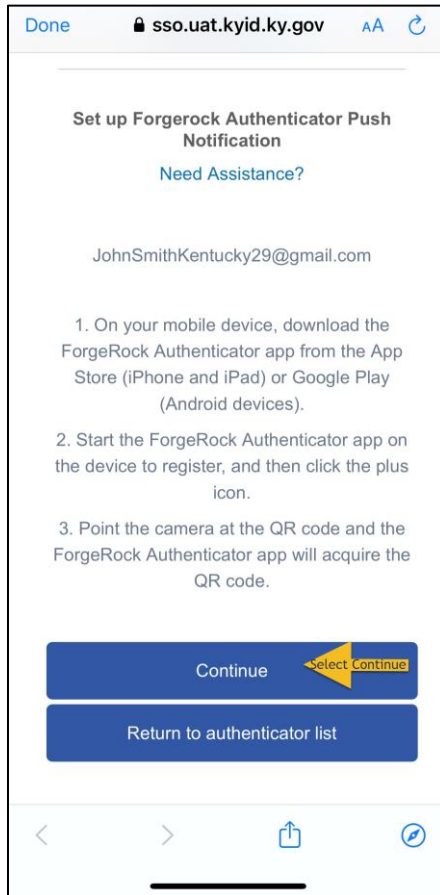 Done
sso.uat.kyid.ky.gov
AA
Set up Forgerock Authenticator Push
Notification
Need Assistance?
JohnSmithKentucky29@gmail.com
1. On your mobile device, download the
ForgeRock Authenticator app from the App
Store (iPhone and iPad) or Google Play
(Android devices).
2. Start the ForgeRock Authenticator app on
the device to register, and then click the plus
icon.
3. Point the camera at the QR code and the
ForgeRock Authenticator app will acquire the
QR code.
Continue
Select Continue
Return to authenticator list